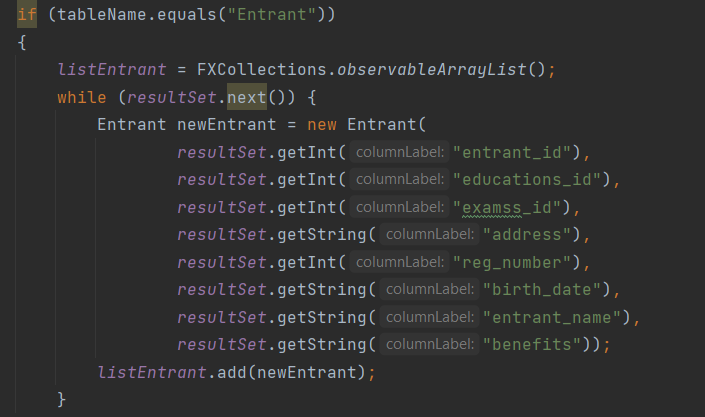 if (tableName.equals("Entrant"))
{
listEntrant = FXCollections.observableArrayList();
while (resultSet.next()) {
Entrant newEntrant = new Entrant(
resultSet.getInt( columnLabel: "entrant_id"),
resultSet.getInt( columnLabel: "educations_id"),
resultSet.getInt( columnLabel: "examss_id"),
resultSet.getString( columnLabel: "address"),
resultSet.getInt( columnLabel: "reg_number"),
resultSet.getString( columnLabel: "birth_date"),
resultSet.getString( columnLabel: "entrant_name"),
resultSet.getString( columnLabel: "benefits"));
listEntrant.add(newEntrant);
}